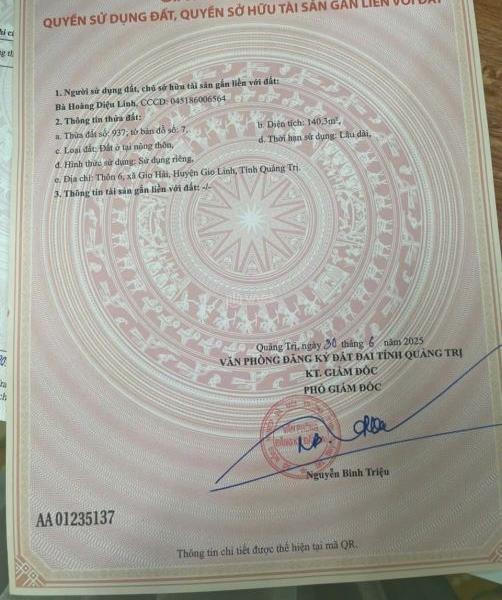 QUYỀN SỬ DỤNG ĐẤT, QUYỀN SỞ HỮU TÀI SẢN GẮN LIỀN VỚI ĐẤT
1. Người sử dụng đất, chủ sở hữu tài sản gắn liền với đất:
Bà Hoàng Diệu Linh, CCCD: 045186006564
2. Thông tin thửa đất:
a. Thửa đất số: 937; tờ bản đồ số: 7,
b. Diện tích: 140,3m²,
c. Loại đất: Đất ở tại nông thôn,
d. Thời hạn sử dụng: Lâu dài,
đ. Hình thức sử dụng: Sử dụng riêng,
e. Địa chỉ: Thôn 6, xã Gio Hải, Huyện Gio Linh, Tỉnh Quảng Trị.
3. Thông tin tài sản gắn liền với đất: -/-
Quảng Trị, ngày 30 tháng 6 năm 2025
VĂN PHÒNG ĐĂNG KÝ ĐẤT ĐAI TỈNH QUẢNG TRỊ
KT. GIÁM ĐỐC
PHÓ GIÁM ĐỐC
VĂN PHÒNG
ĐĂNG KÝ ĐẤT ĐAI
Nguyễn Bình Triệu
AA 01235137
Thông tin chi tiết được thể hiện tại mã QR.